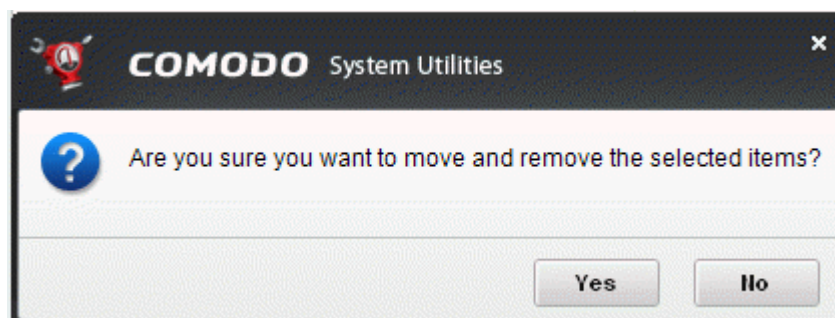 COMODO System Utilities
Are you sure you want to move and remove the selected items?
Yes No